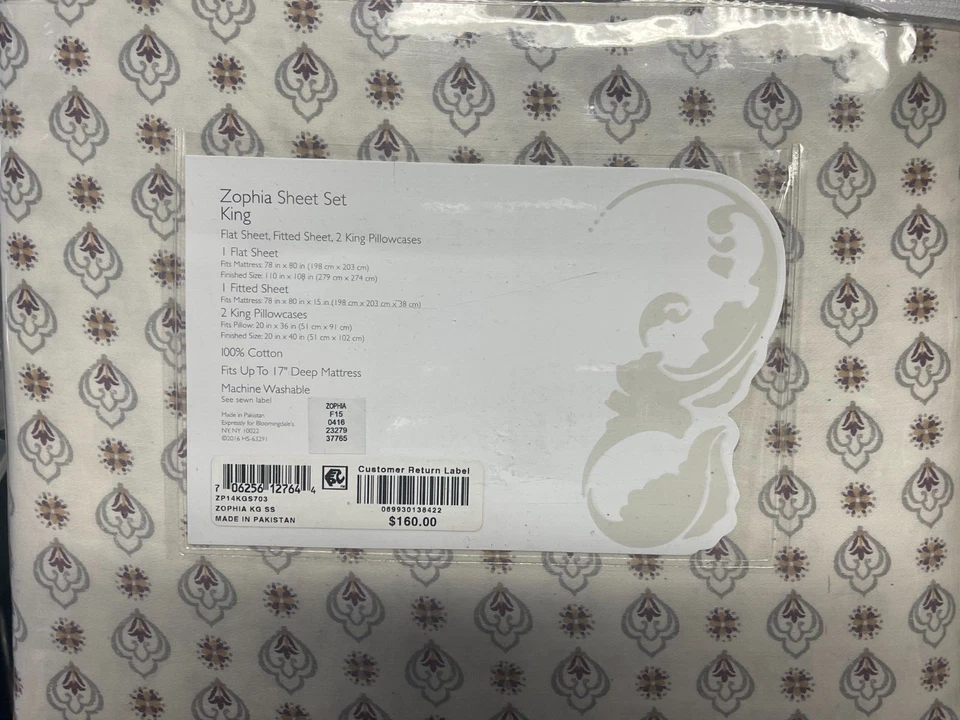 Zophia Sheet Set
King
Flat Sheet, Fitted Sheet, 2 King Pillowcases
1 Flat Sheet
Fits Mattress: 78 in x 80 in (198 cm x 203 cm)
Finished Size: 110 in x 108 in (279 cm x 274 cm)
1 Fitted Sheet
Fits Mattress: 78 in x 80 in x 15 in (198 cm x 203 cm x 38 cm)
2 King Pillowcases
Fits Pillow: 20 in x 36 in (51 cm x 91 cm)
Finished Size: 20 in x 40 in (51 cm x 102 cm)
100% Cotton
Fits Up To 17" Deep Mattress
Machine Washable
See sewn label
Made in Pakistan
Expressly for Bloomingdale's
NY, NY 10022
©2016 HS-63291
ZOPHIA
F15
0416
23279
37765
7 06256 12764 4
ZP14KGS703
ZOPHIA KG SS
MADE IN PAKISTAN
Customer Return Label
069930138422
$160.00